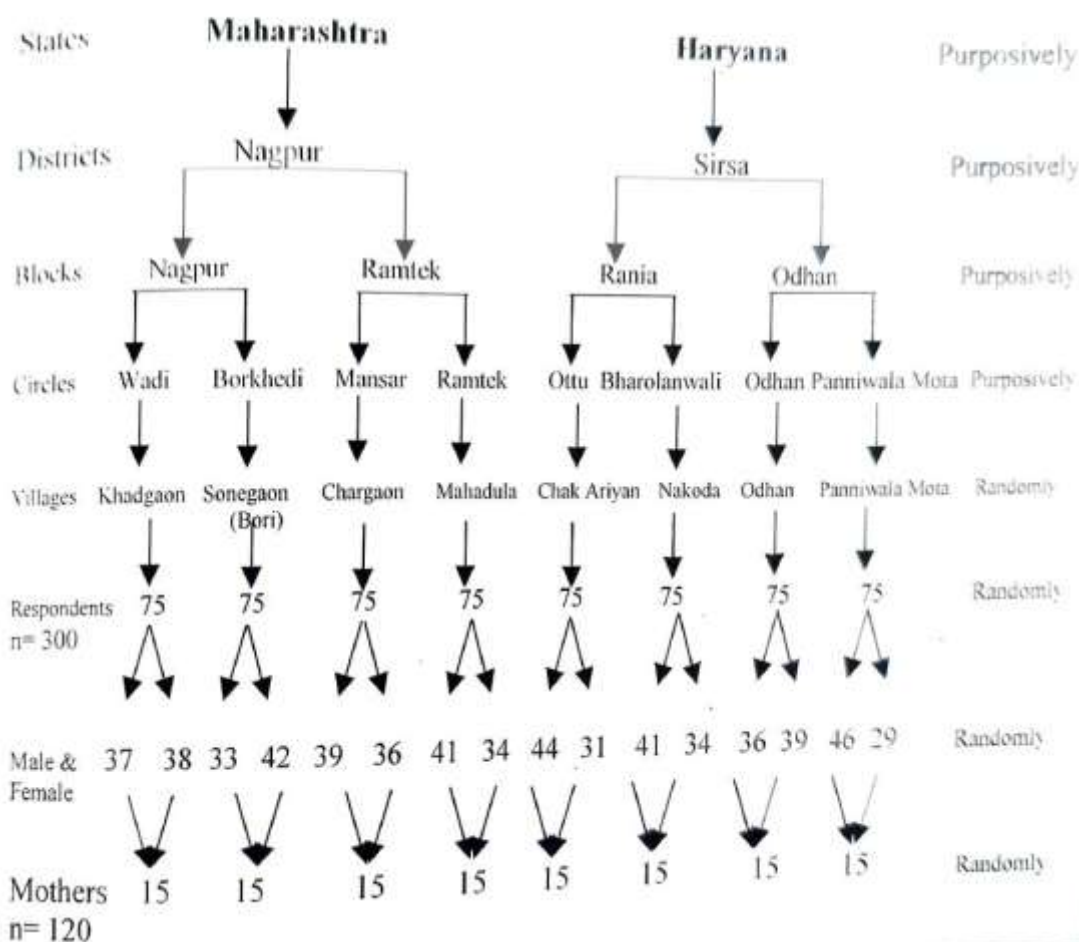 States Maharashtra Haryana Purposively
Districts Nagpur Sirsa Purposively
Blocks Nagpur Ramtek Rania Odhan Purposively
Circles Wadi Borkhedi Mansar Ramtek Ottu Bharolanwali Odhan Panniwala Mota Purposively
Villages Khadgaon Sonegaon Chargaon Mahadula Chak Ariyan Nakoda Odhan Panniwala Mota Randomly
(Bori)
Respondents 75 75 75 75 75 75 75 75 Randomly
n= 300
Male & 37 38 33 42 39 36 41 34 44 31 41 34 36 39 46 29 Randomly
Female
Mothers 15 15 15 15 15 15 15 15 Randomly
n= 120